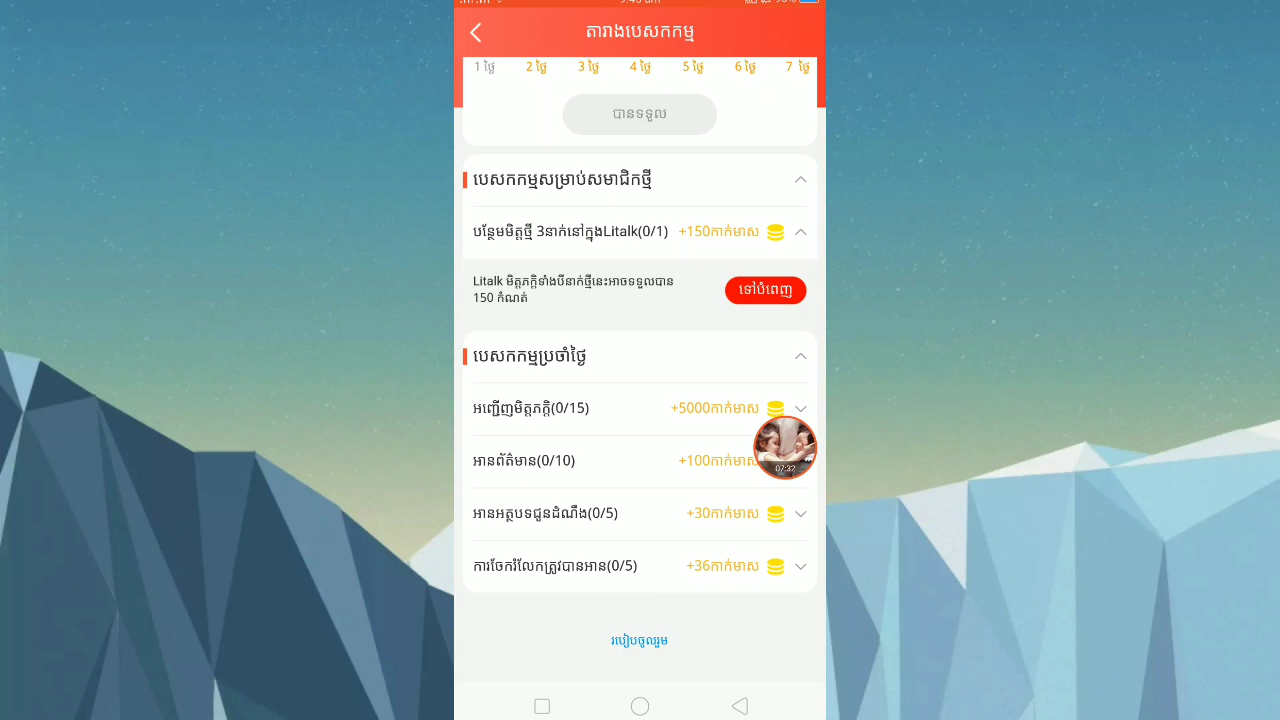 តារាងបេសកកម្ម
1 ថ្ងៃ 2 ថ្ងៃ 3 ថ្ងៃ 4 ថ្ងៃ 5 ថ្ងៃ 6 ថ្ងៃ 7 ថ្ងៃ
បានទទួល
បេសកកម្មសម្រាប់សមាជិកថ្មី
បន្ថែមមិត្តថ្មី 3នាក់នៅក្នុងLitalk(0/1) +150កាក់មាស
Litalk មិត្តភក្តិទាំងបីនាក់ថ្មីនេះអាចទទួលបាន
150 កំណត់
ទៅបំពេញ
បេសកកម្មប្រចាំថ្ងៃ
អញ្ជើញមិត្តភក្តិ(0/15) +5000កាក់មាស
អានព័ត៌មាន(0/10) +100កាក់មាស
07:32
អានអត្ថបទជូនដំណឹង(0/5) +30កាក់មាស
ការចែករំលែកត្រូវបានអាន(0/5) +36កាក់មាស
របៀបចូលរួម